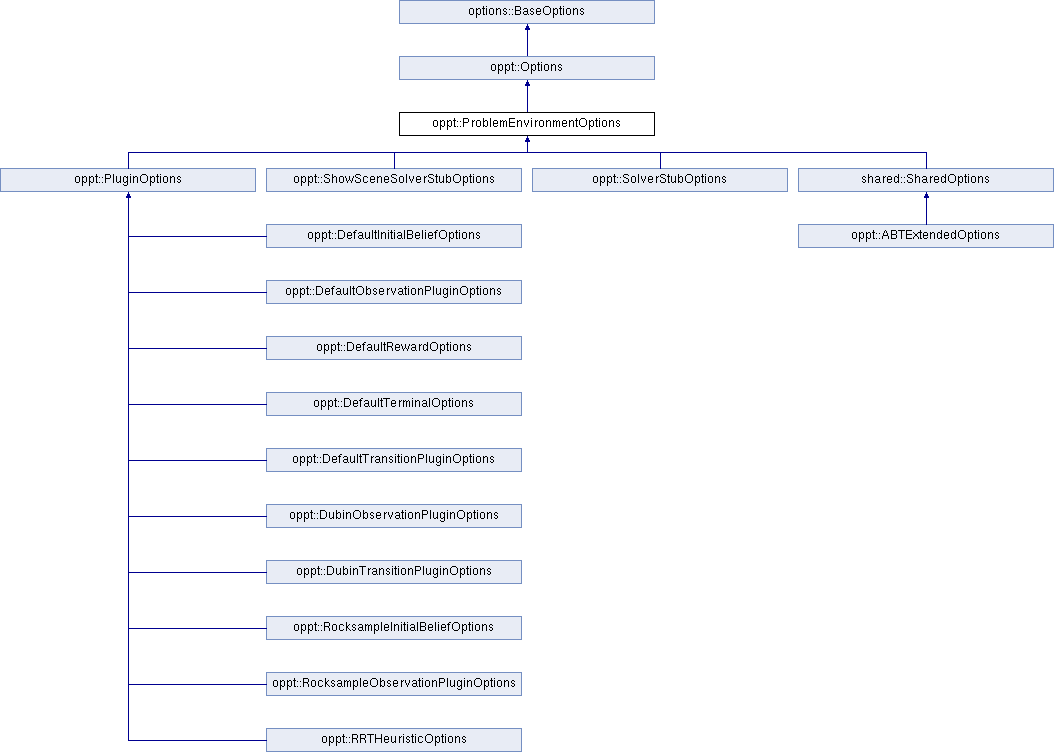 options::BaseOptions
oppt::Options
oppt::ProblemEnvironmentOptions
oppt::PluginOptions
oppt::ShowSceneSolverStubOptions
oppt::SolverStubOptions
shared::SharedOptions
oppt::DefaultInitialBeliefOptions
oppt::ABTExtendedOptions
oppt::DefaultObservationPluginOptions
oppt::DefaultRewardOptions
oppt::DefaultTerminalOptions
oppt::DefaultTransitionPluginOptions
oppt::DubinObservationPluginOptions
oppt::DubinTransitionPluginOptions
oppt::RocksampleInitialBeliefOptions
oppt::RocksampleObservationPluginOptions
oppt::RRTHeuristicOptions